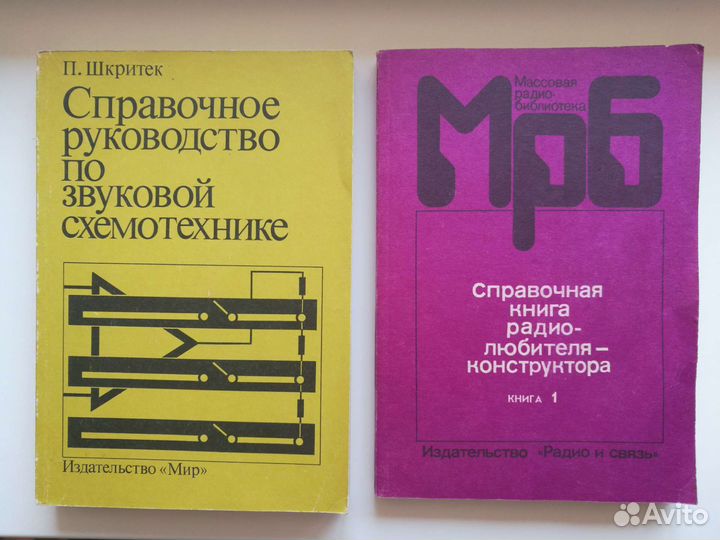 П. Шкритек
Справочное
руководство
по
звуковой
схемотехнике
Издательство «Мир»
Массовая
радио-
библиотека
Мрб
Справочная
книга
радио-
любителя –
конструктора
книга 1
Издательство «Радио и связь»
Avito